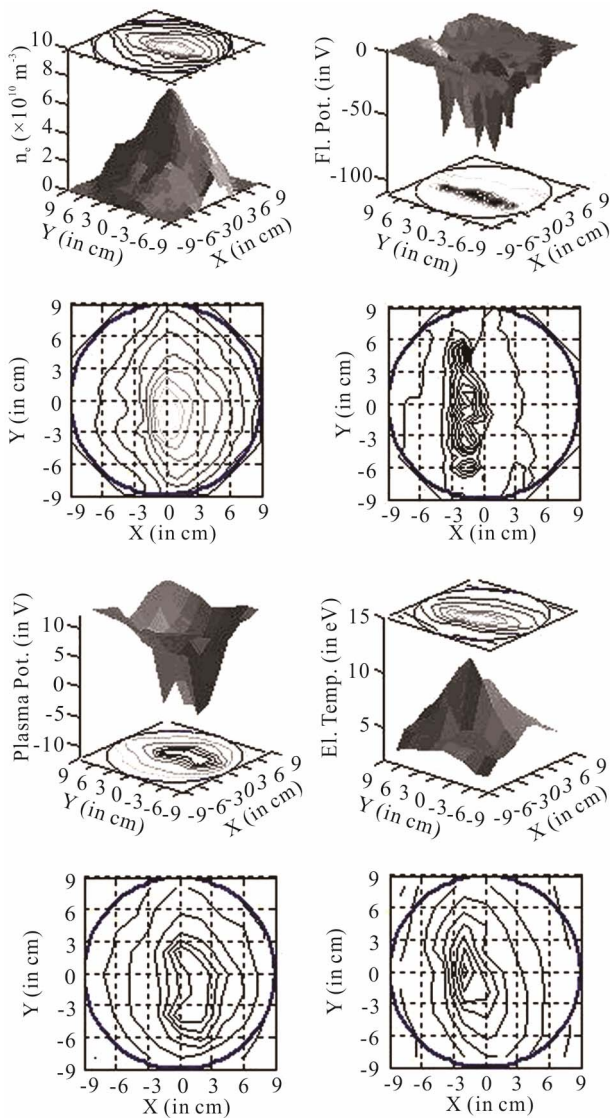 n_e (×10^10 m^-3)
10
8
6
4
2
0
9 6 3 0 -3 -6 -9
Y (in cm)
-9 -6 -3 0 3 6 9
X (in cm)
Fl. Pot. (in V)
0
-50
-100
9 6 3 0 -3 -6 -9
Y (in cm)
-9 -6 -3 0 3 6 9
X (in cm)
Y (in cm)
9
6
3
0
-3
-6
-9
-9 -6 -3 0 3 6 9
X (in cm)
Y (in cm)
9
6
3
0
-3
-6
-9
-9 -6 -3 0 3 6 9
X (in cm)
Plasma Pot. (in V)
10
5
0
-5
-10
9 6 3 0 -3 -6 -9
Y (in cm)
-9 -6 -3 0 3 6 9
X (in cm)
El. Temp. (in eV)
15
10
5
9 6 3 0 -3 -6 -9
Y (in cm)
-9 -6 -3 0 3 6 9
X (in cm)
Y (in cm)
9
6
3
0
-3
-6
-9
-9 -6 -3 0 3 6 9
X (in cm)
Y (in cm)
9
6
3
0
-3
-6
-9
-9 -6 -3 0 3 6 9
X (in cm)